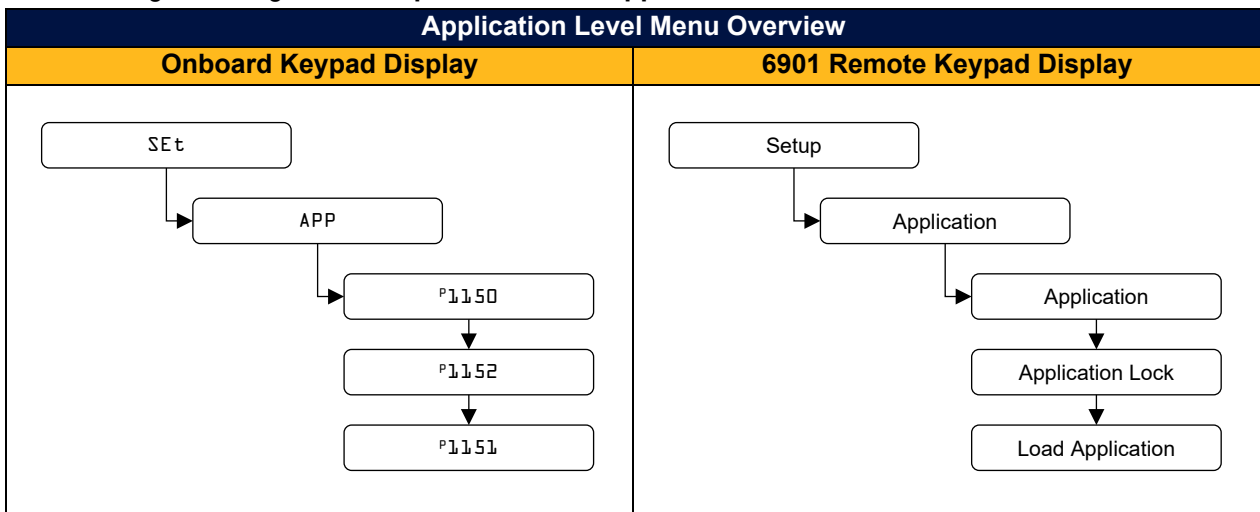 Application Level Menu Overview
Onboard Keypad Display
6901 Remote Keypad Display
SEt
APP
P1150
P1152
P1151
Setup
Application
Application
Application Lock
Load Application